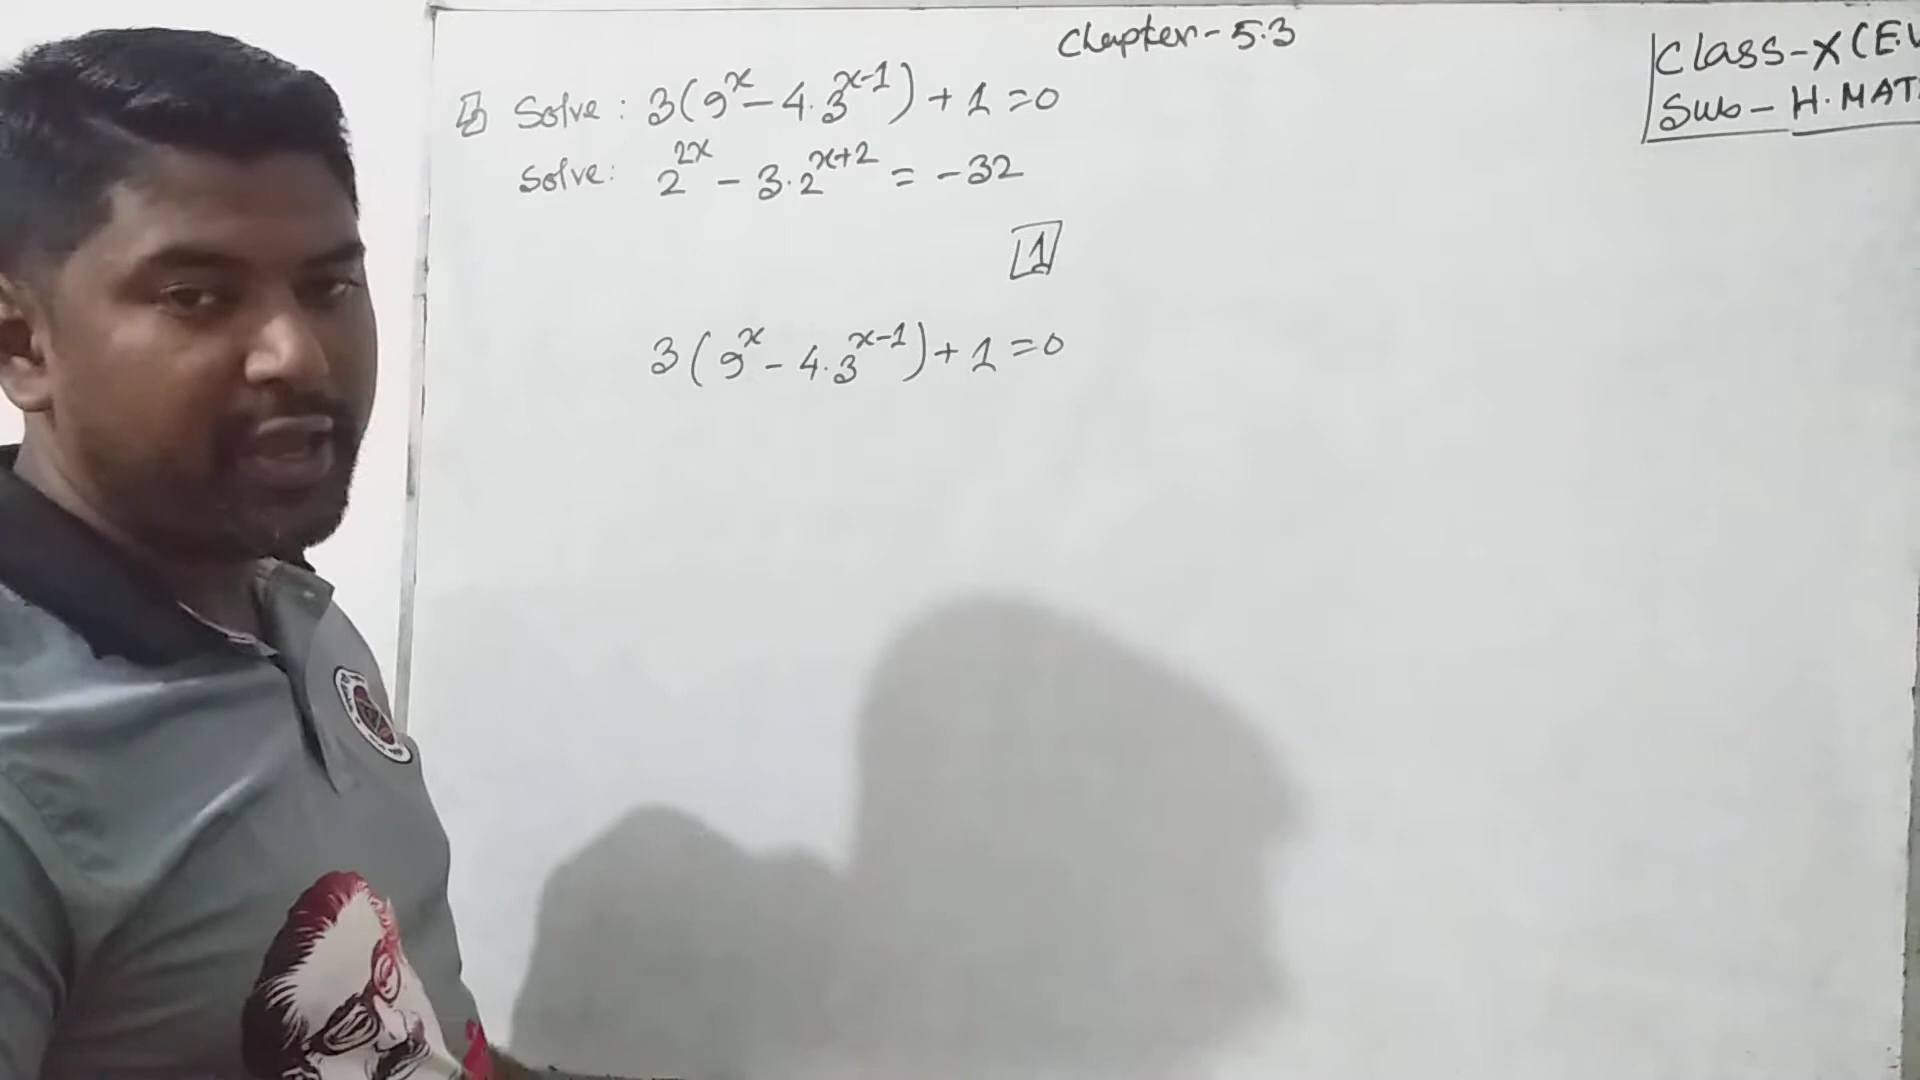 Chapter-5.3
Class-X (E.V
Sub-H.MAT
Solve: 3(9^x - 4.3^(x-1)) + 1 = 0
Solve: 2^(2x) - 3.2^(x+2) = -32
1
3(9^x - 4.3^(x-1)) + 1 = 0